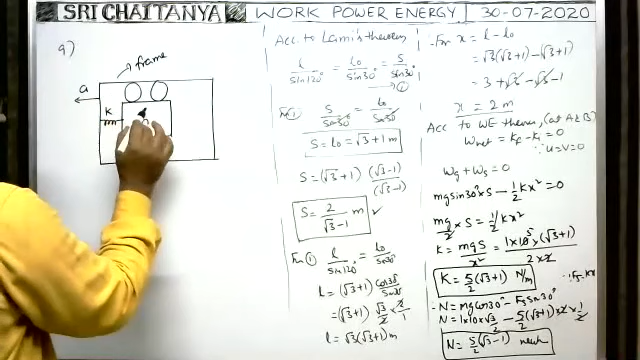 SRI CHAITANYA WORK POWER ENERGY 30-07-2020
9)
frame
a
K
Acc. to Lami's theorem
l/sin120° = l0/sin30° = S/sin30° → ①
S/sin30° = l0/sin30°
S = l0 = √3+1 m
S = (√3+1) (√3-1)/(√3-1)
S = 2/(√3-1) m ✓
① l/sin120° = l0/sin30°
l = (√3+1) cos30°/sin30°
= (√3+1) √3/2 × 2/1
l = √3(√3+1) m
∴ For x = l - l0
= √3(√3+1) - (√3+1)
= 3 + √3 - √3 - 1
x = 2 m
Acc to WE theorem, (at A & B)
Wnet = Kf - Ki = 0
∵ u = v = 0
Wg + Ws = 0
mg sin30° × S - 1/2 Kx² = 0
mg/2 × S = 1/2 Kx²
K = mgS/x² = 1×10 × (√3+1)/2×2
K = 5/2 (√3+1) N/m
N = mg cos30° - Fs sin30°
N = 1×10×√3/2 - 5/2 (√3+1) × 2 × 1/2
N = 5/2 (√3-1)